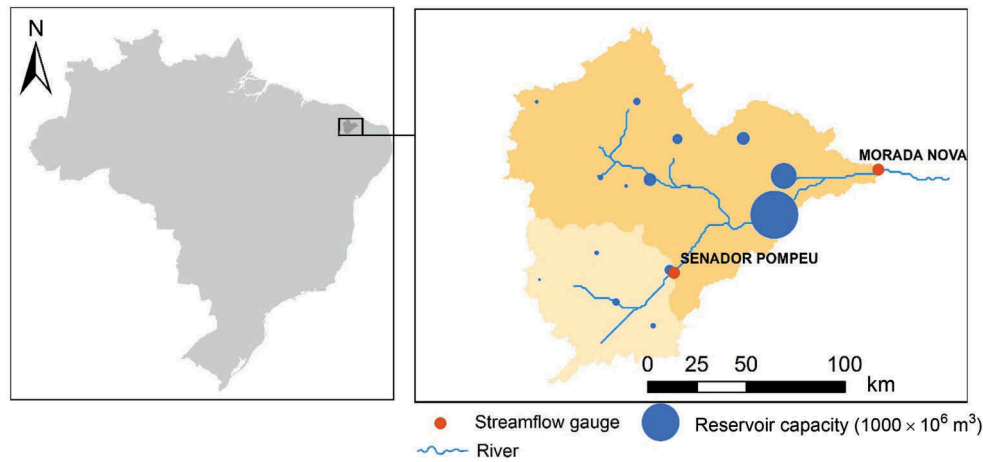 N
MORADA NOVA
SENADOR POMPEU
0 25 50 100
km
Streamflow gauge
Reservoir capacity (1000 × 10⁶ m³)
River